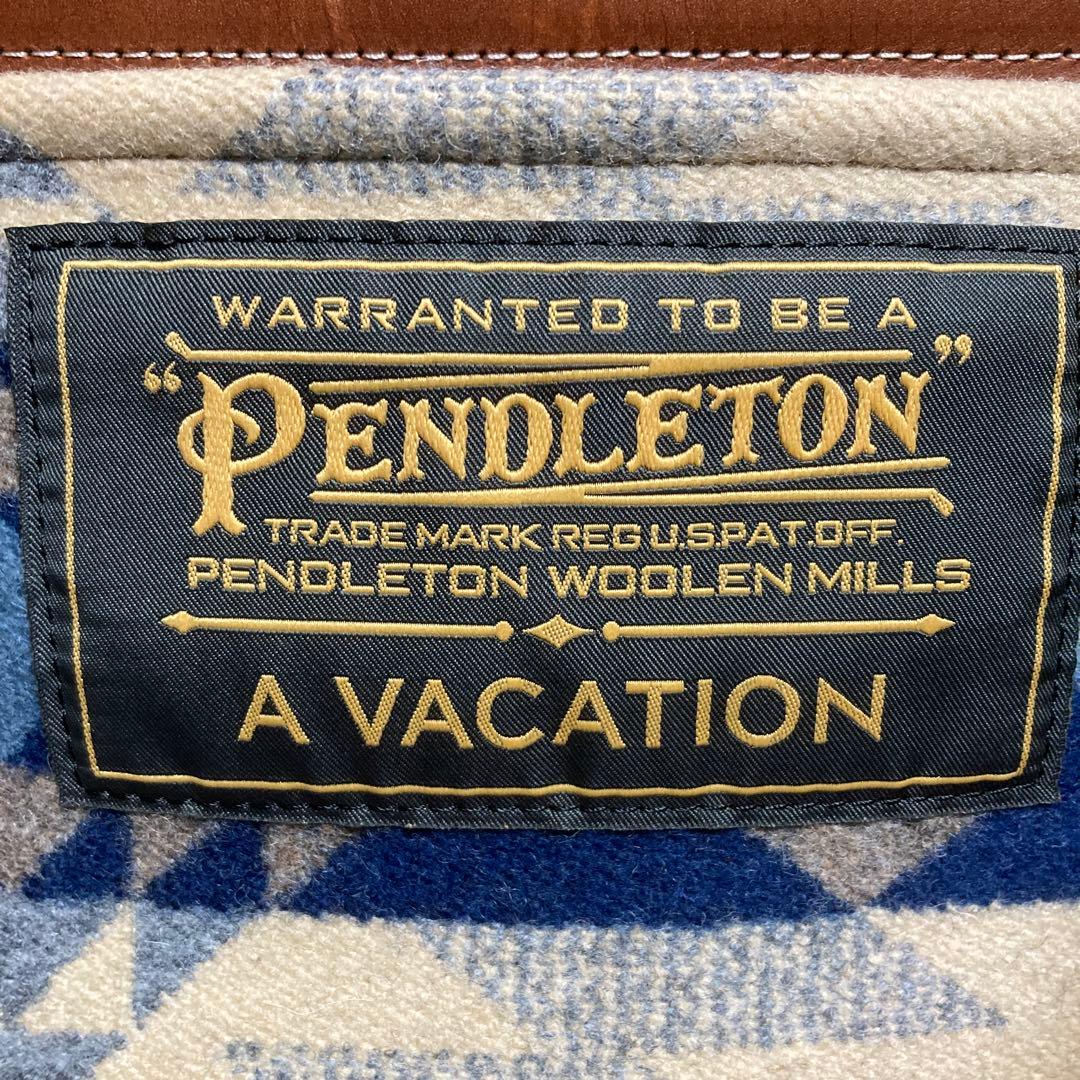 WARRANTED TO BE A
“PENDLETON”
TRADE MARK REG U.S.PAT.OFF.
PENDLETON WOOLEN MILLS
A VACATION